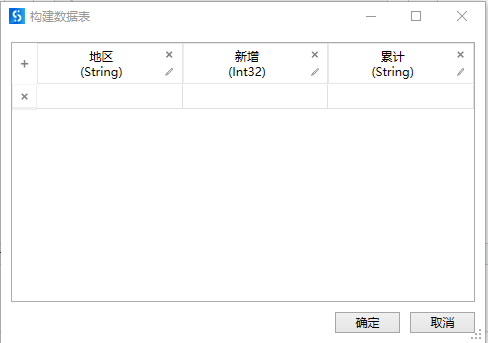 构建数据表
地区
(String)
新增
(Int32)
累计
(String)
确定
取消